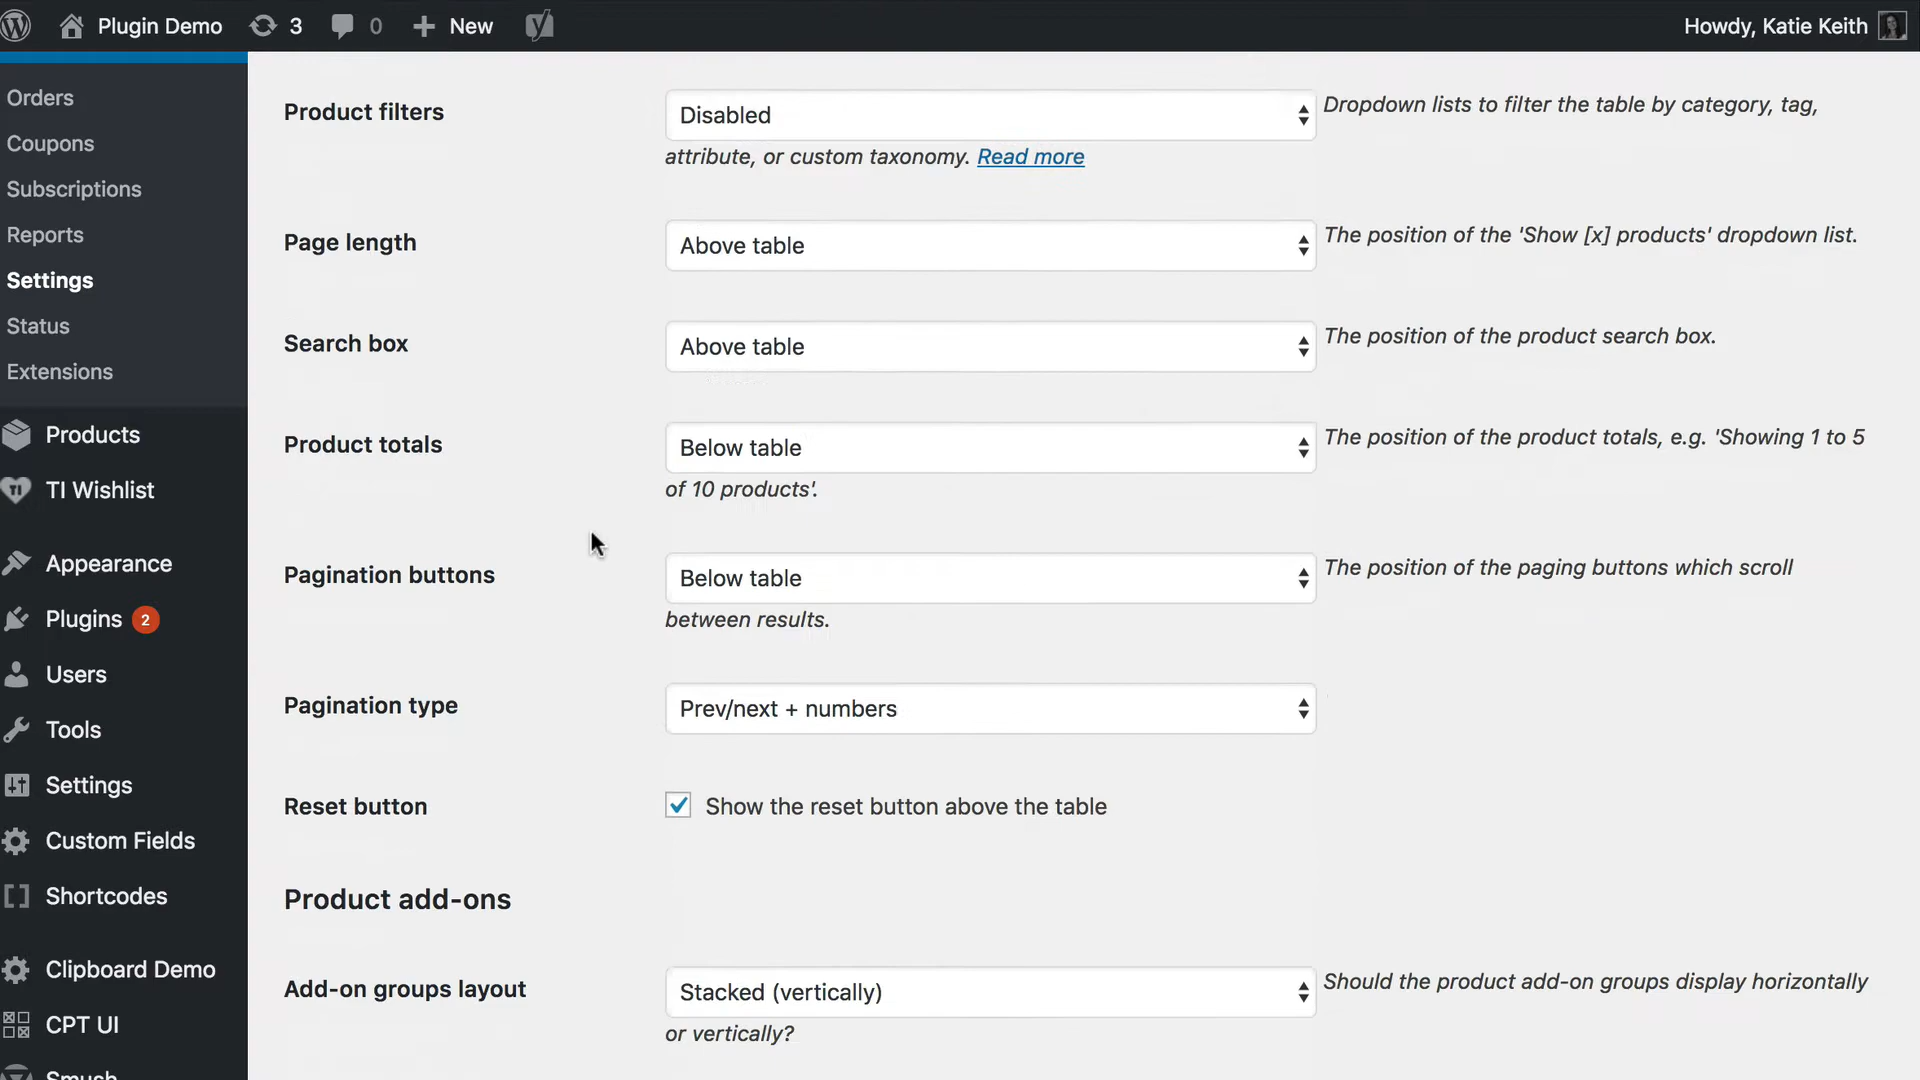 Plugin Demo 3 0 New Howdy, Katie Keith
Orders
Coupons
Subscriptions
Reports
Settings
Status
Extensions
Products
TI TI Wishlist
Appearance
Plugins 2
Users
Tools
Settings
Custom Fields
Shortcodes
Clipboard Demo
CPT UI
Smush
Product filters Disabled Dropdown lists to filter the table by category, tag,
attribute, or custom taxonomy. Read more
Page length Above table The position of the 'Show [x] products' dropdown list.
Search box Above table The position of the product search box.
Product totals Below table The position of the product totals, e.g. 'Showing 1 to 5
of 10 products'.
Pagination buttons Below table The position of the paging buttons which scroll
between results.
Pagination type Prev/next + numbers
Reset button Show the reset button above the table
Product add-ons
Add-on groups layout Stacked (vertically) Should the product add-on groups display horizontally
or vertically?